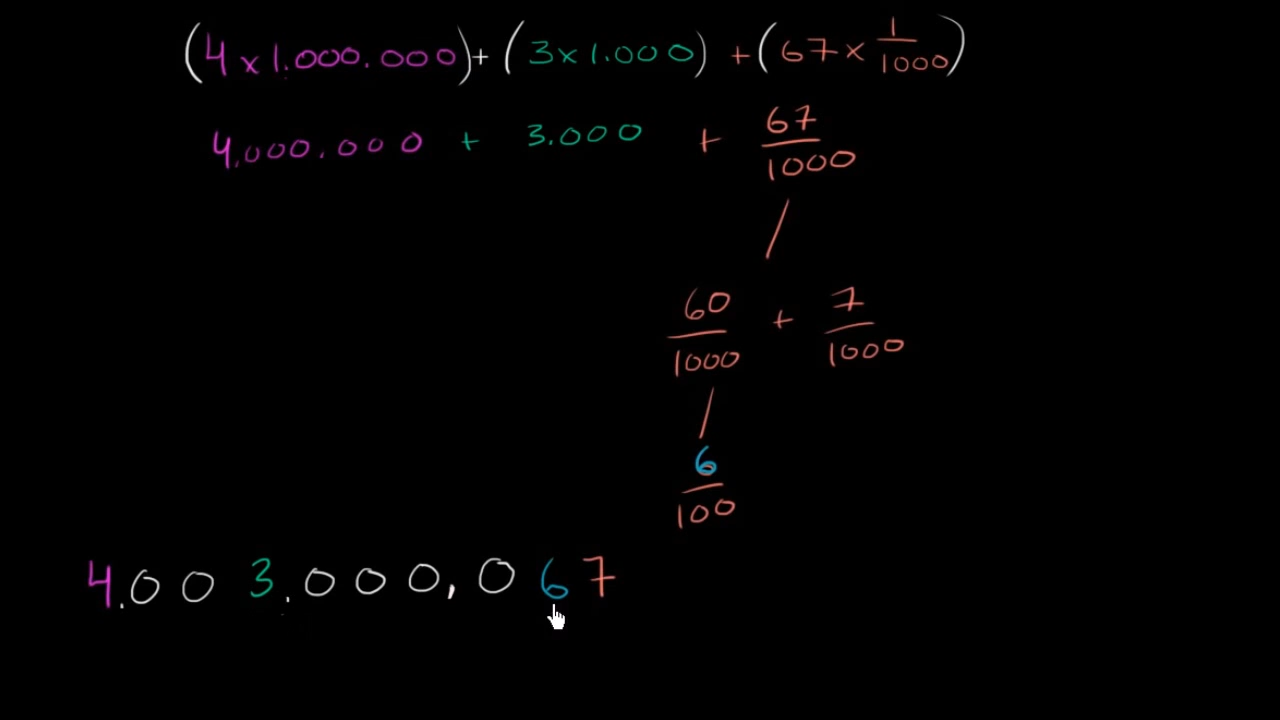 (4 x 1.000.000) + (3 x 1.000) + (67 x 1/1000)
4.000.000 + 3.000 + 67/1000
60/1000 + 7/1000
6/100
4.003.000,067